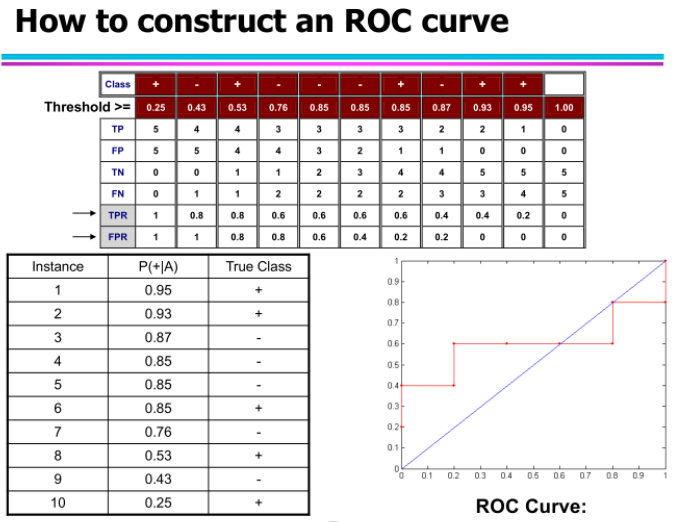 How to construct an ROC curve
Class + - + - - - + - + +
Threshold >= 0.25 0.43 0.53 0.76 0.85 0.85 0.85 0.87 0.93 0.95 1.00
TP 5 4 4 3 3 3 3 2 2 1 0
FP 5 5 4 4 3 2 1 1 0 0 0
TN 0 0 1 1 2 3 4 4 5 5 5
FN 0 1 1 2 2 2 2 3 3 4 5
TPR 1 0.8 0.8 0.6 0.6 0.6 0.6 0.4 0.4 0.2 0
FPR 1 1 0.8 0.8 0.6 0.4 0.2 0.2 0 0 0
Instance P(+|A) True Class
1 0.95 +
2 0.93 +
3 0.87 -
4 0.85 -
5 0.85 -
6 0.85 +
7 0.76 -
8 0.53 +
9 0.43 -
10 0.25 +
1
0.9
0.8
0.7
0.6
0.5
0.4
0.3
0.2
0.1
0
0 0.1 0.2 0.3 0.4 0.5 0.6 0.7 0.8 0.9 1
ROC Curve: